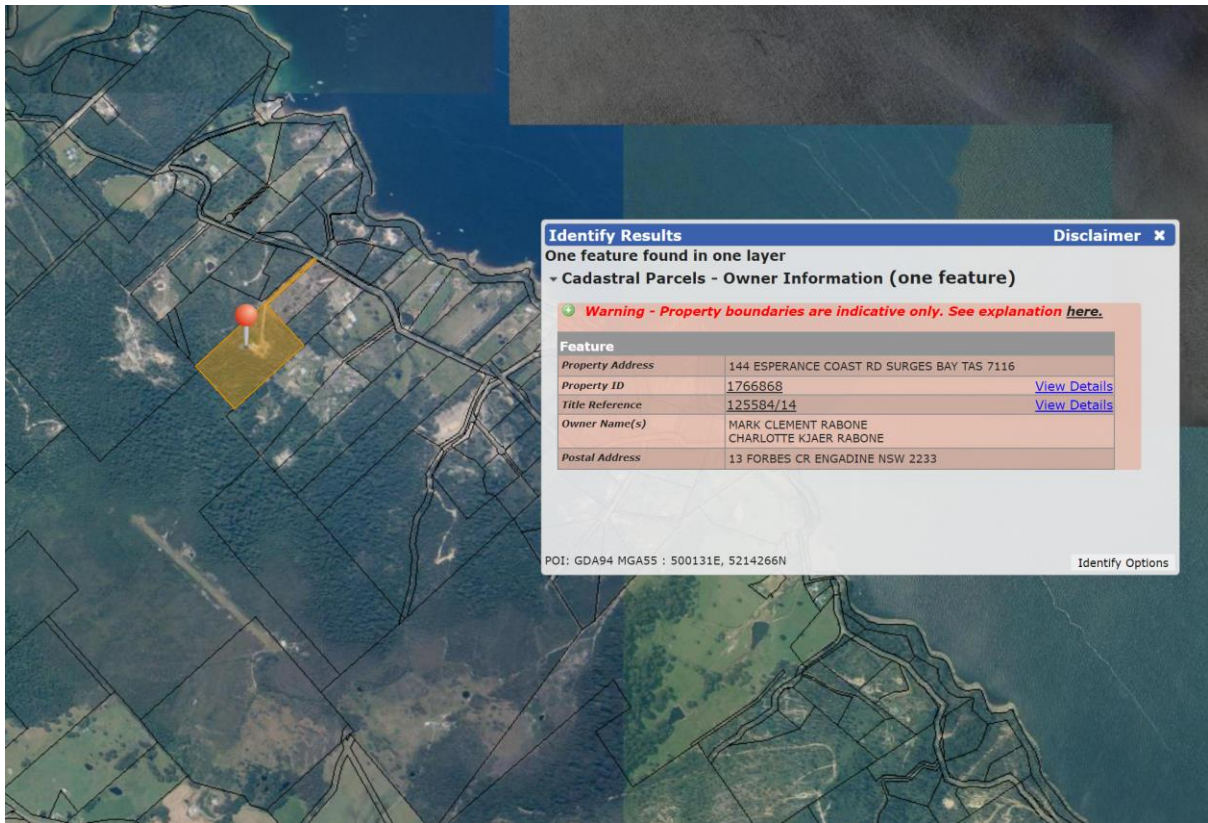 Identify Results Disclaimer ✖
One feature found in one layer
Cadastral Parcels - Owner Information (one feature)
Warning - Property boundaries are indicative only. See explanation here.
Feature
Property Address 144 ESPERANCE COAST RD SURGES BAY TAS 7116
Property ID 1766868 View Details
Title Reference 125584/14 View Details
Owner Name(s) MARK CLEMENT RABONE
CHARLOTTE KJAER RABONE
Postal Address 13 FORBES CR ENGADINE NSW 2233
POI: GDA94 MGA55 : 500131E, 5214266N Identify Options